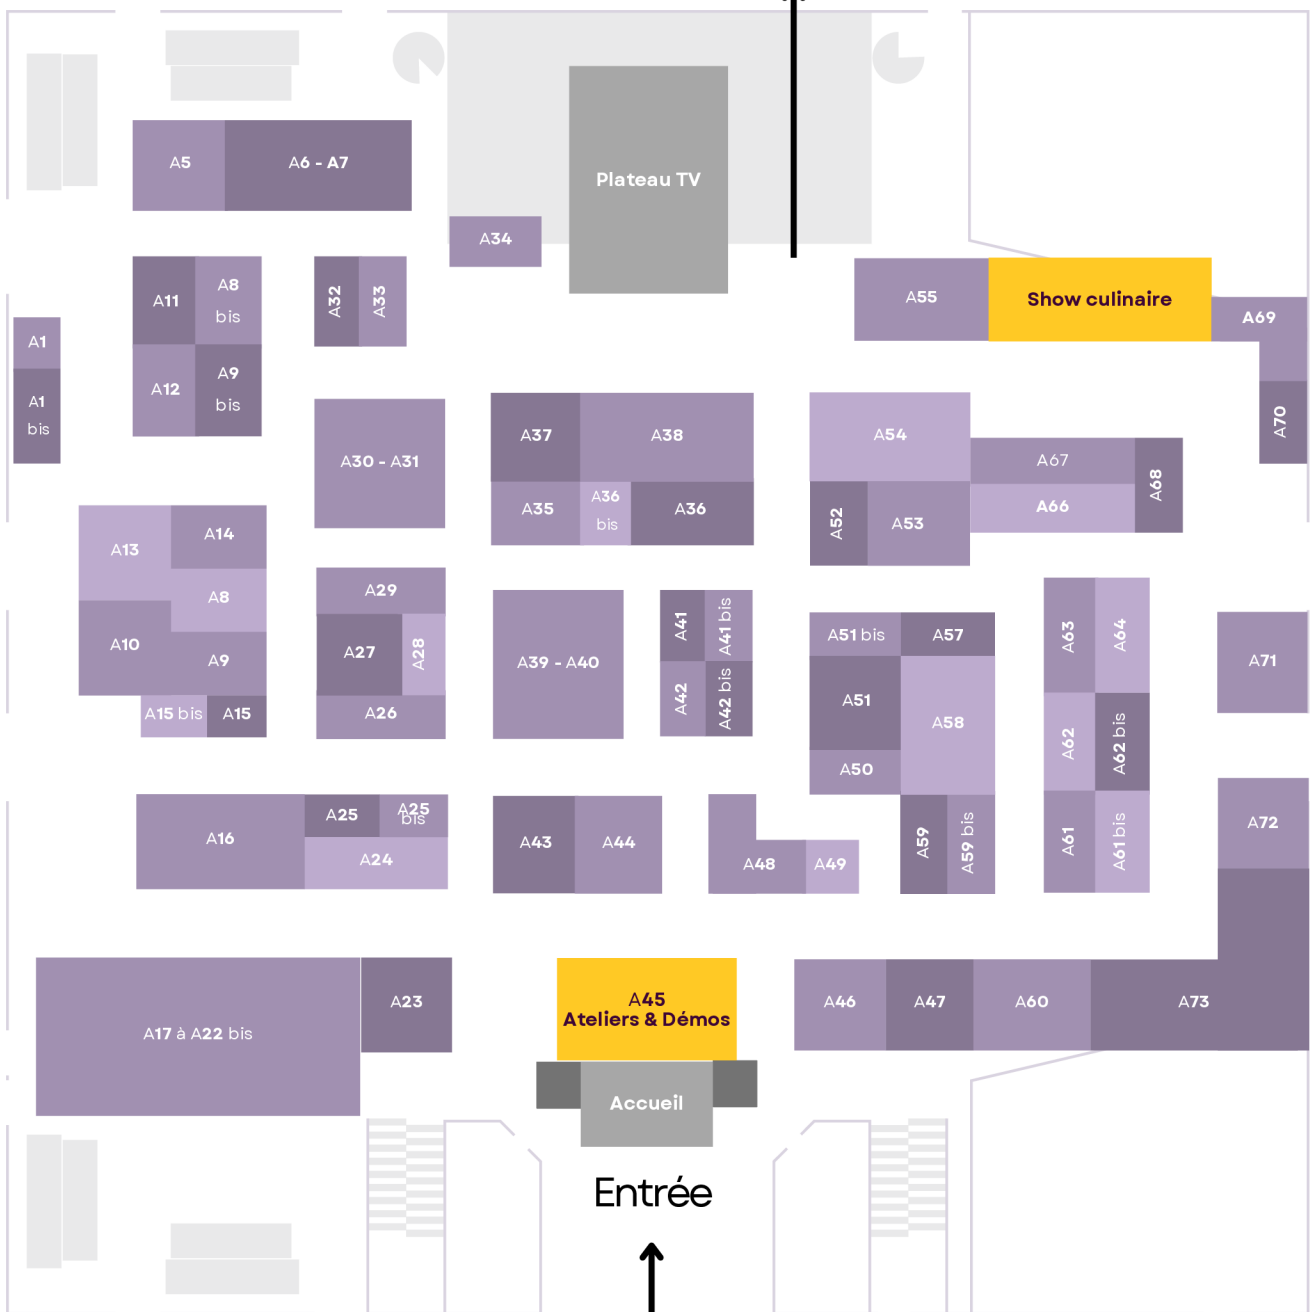 A5
A6 - A7
Plateau TV
A34
A11
A8
bis
A32
A33
A55
Show culinaire
A69
A1
A12
A9
bis
A1
bis
A70
A30 - A31
A37
A38
A54
A67
A68
A35
A36
bis
A36
A52
A53
A66
A13
A14
A8
A10
A9
A15 bis
A15
A29
A27
A28
A26
A39 - A40
A41
A41 bis
A42
A42 bis
A51 bis
A57
A51
A58
A50
A63
A64
A62
A62 bis
A71
A16
A25
A25
bis
A24
A43
A44
A48
A49
A59
A59 bis
A61
A61 bis
A72
A17 à A22 bis
A23
A45
Ateliers & Démos
A46
A47
A60
A73
Accueil
Entrée